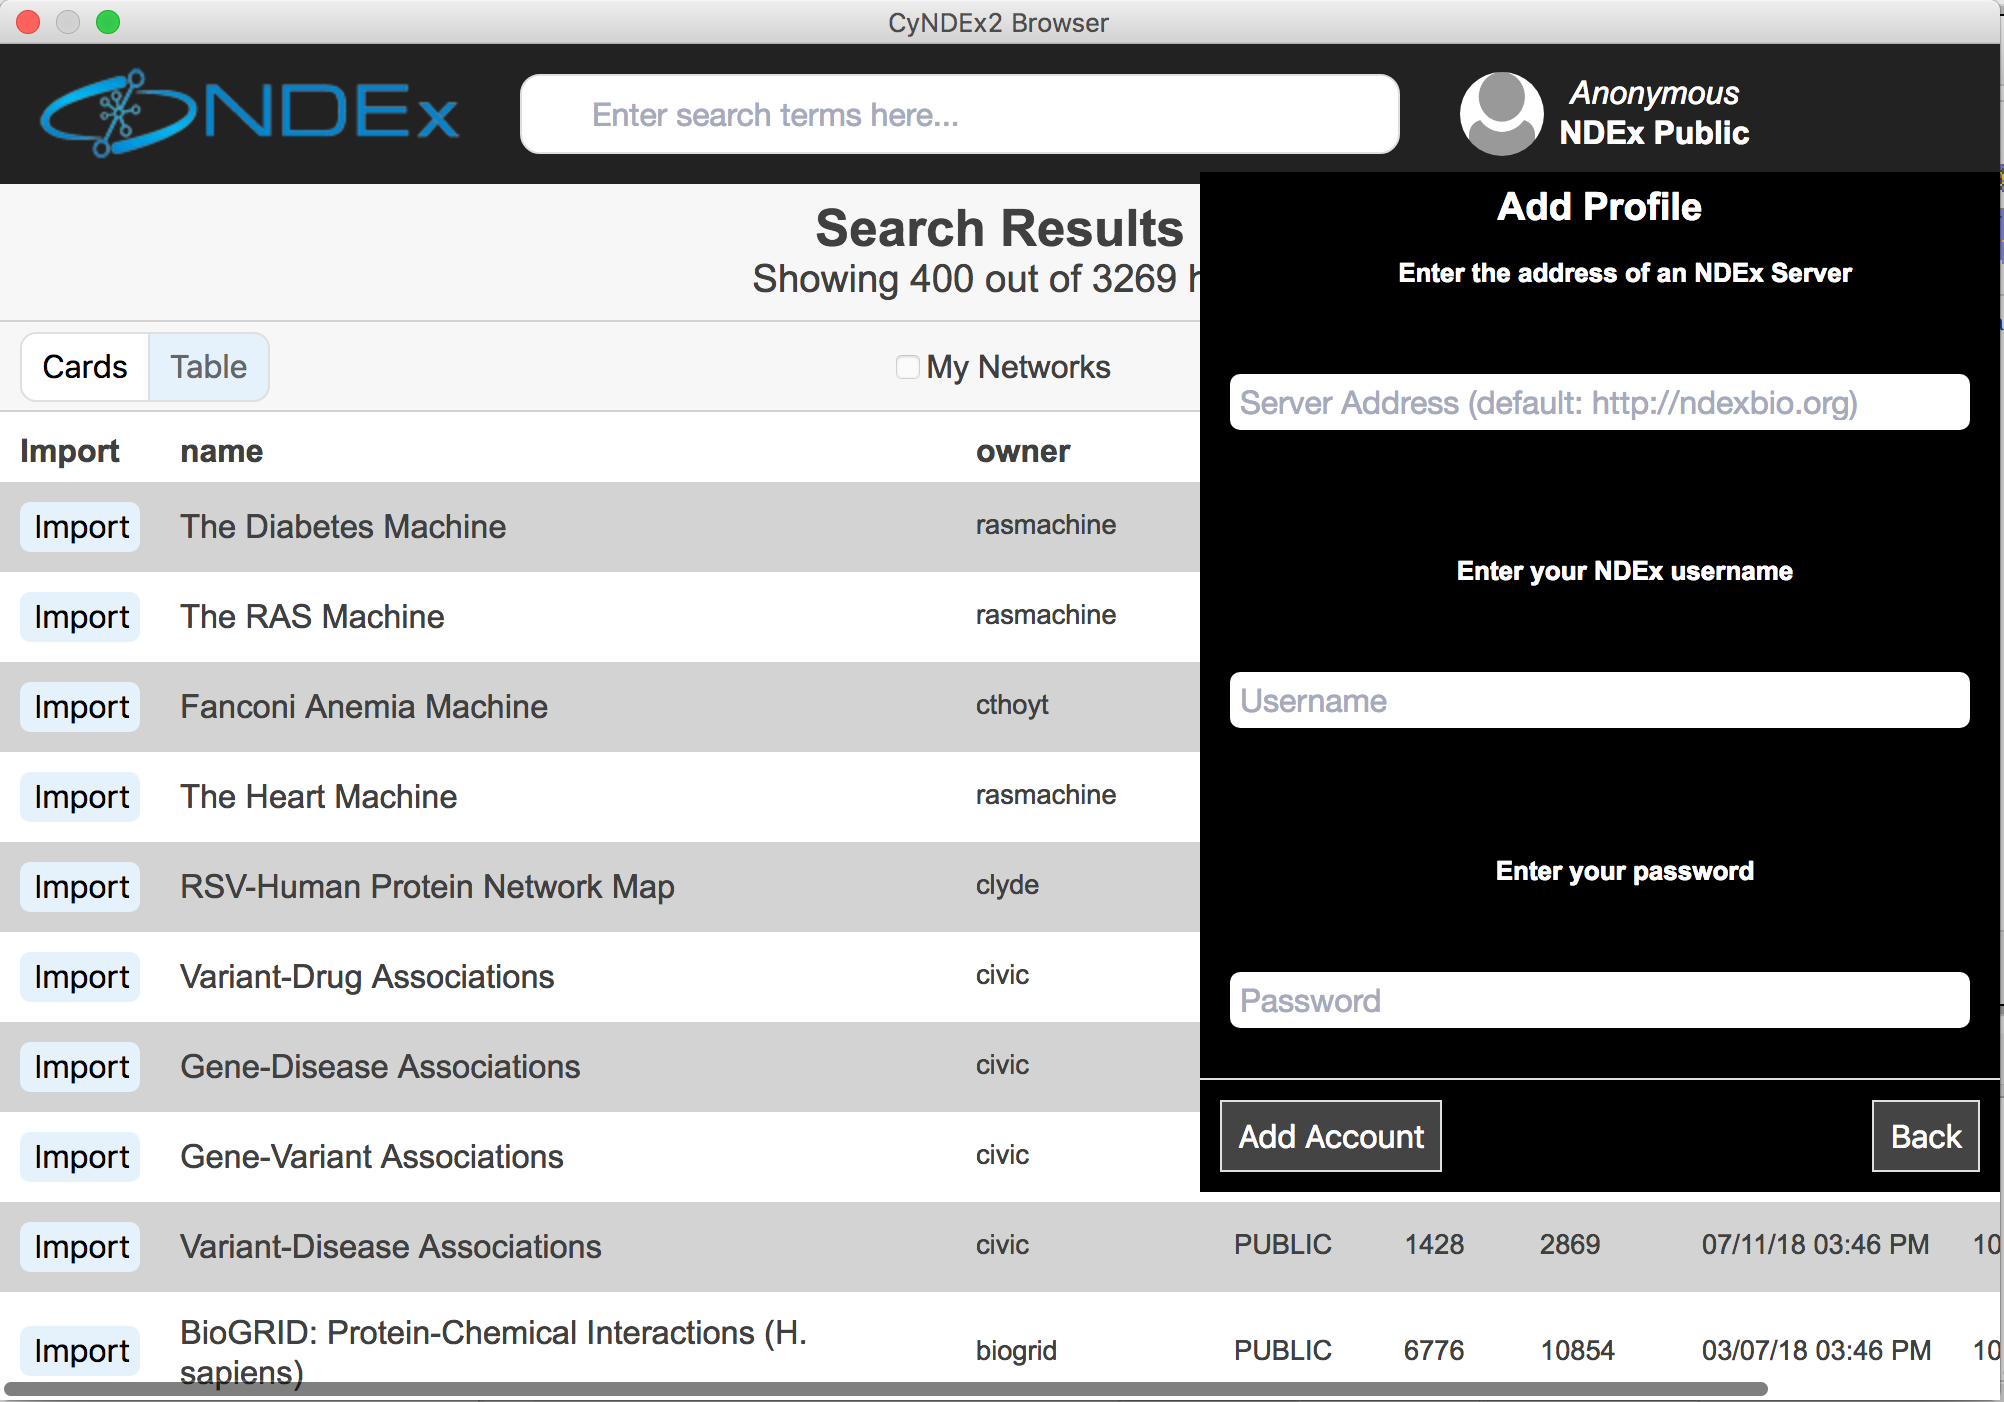 CyNDEx2 Browser
NDEx
Enter search terms here...
Anonymous
NDEx Public
Search Results
Showing 400 out of 3269
Cards
Table
My Networks
Import name owner
Import The Diabetes Machine rasmachine
Import The RAS Machine rasmachine
Import Fanconi Anemia Machine cthoyt
Import The Heart Machine rasmachine
Import RSV-Human Protein Network Map clyde
Import Variant-Drug Associations civic
Import Gene-Disease Associations civic
Import Gene-Variant Associations civic
Import Variant-Disease Associations civic PUBLIC 1428 2869 07/11/18 03:46 PM 10
Import BioGRID: Protein-Chemical Interactions (H.
sapiens) biogrid PUBLIC 6776 10854 03/07/18 03:46 PM 10
Add Profile
Enter the address of an NDEx Server
Server Address (default: http://ndexbio.org)
Enter your NDEx username
Username
Enter your password
Password
Add Account
Back